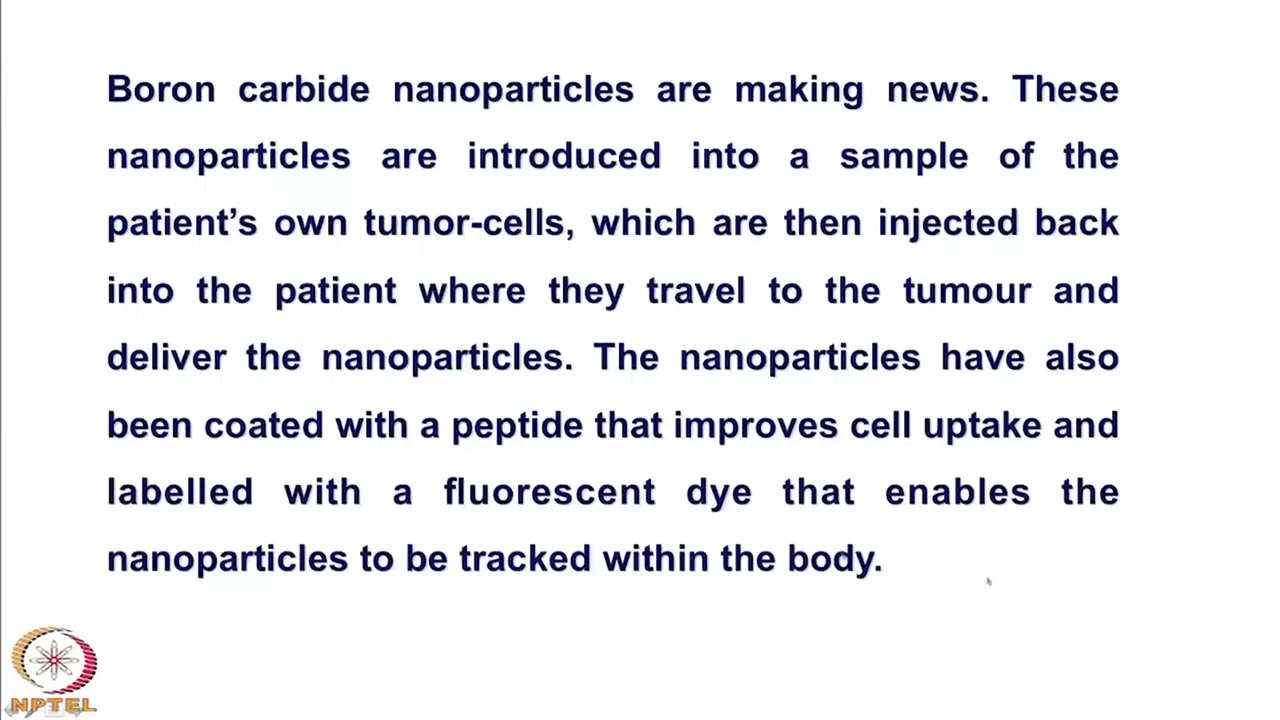 Boron carbide nanoparticles are making news. These
nanoparticles are introduced into a sample of the
patient’s own tumor-cells, which are then injected back
into the patient where they travel to the tumour and
deliver the nanoparticles. The nanoparticles have also
been coated with a peptide that improves cell uptake and
labelled with a fluorescent dye that enables the
nanoparticles to be tracked within the body.
NPTEL